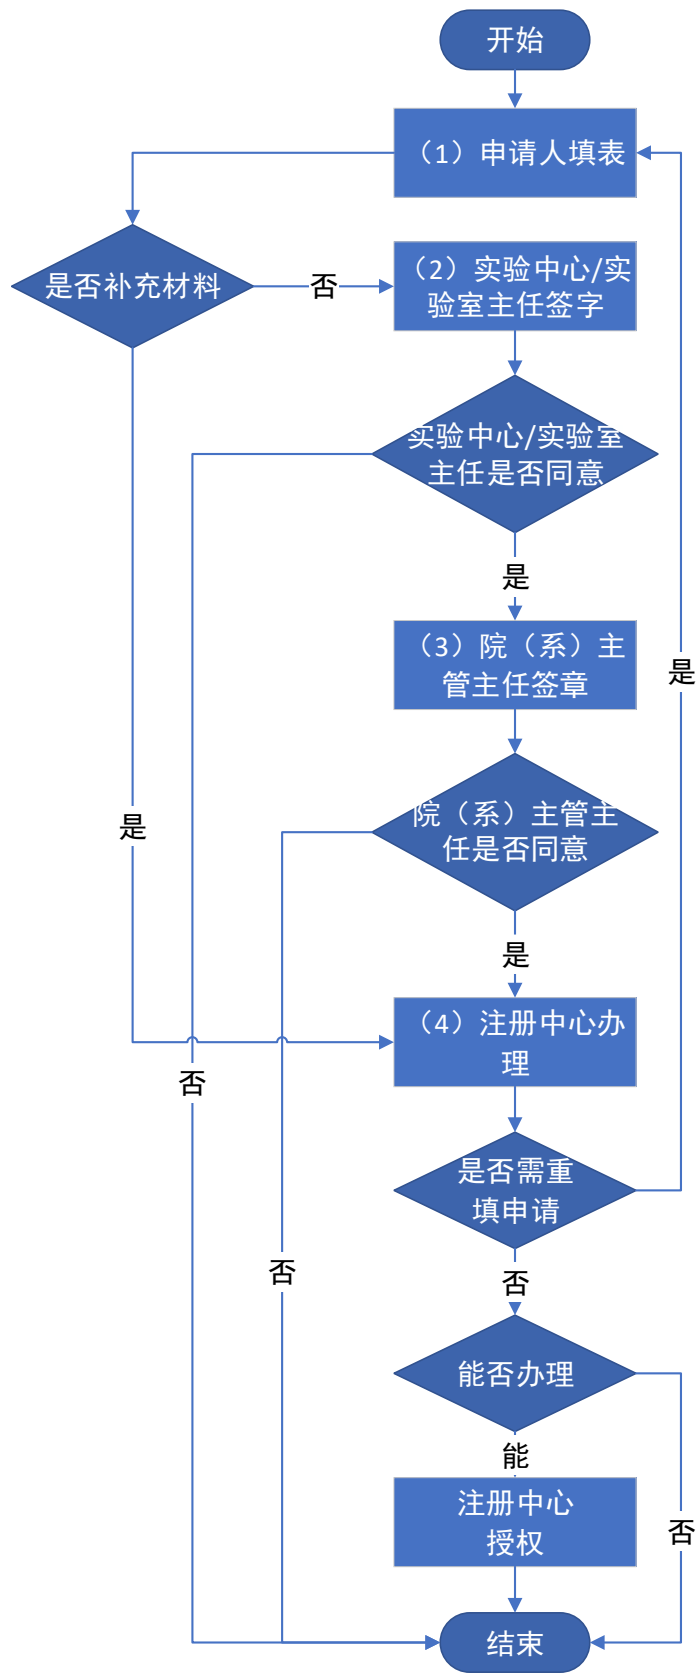 开始
（1）申请人填表
是否补充材料
否
（2）实验中心/实
验室主任签字
实验中心/实验室
主任是否同意
是
（3）院（系）主
管主任签章
是
院（系）主管主
任是否同意
是
是
（4）注册中心办
理
否
是否需重
填申请
否
否
能否办理
能
注册中心
授权
否
结束